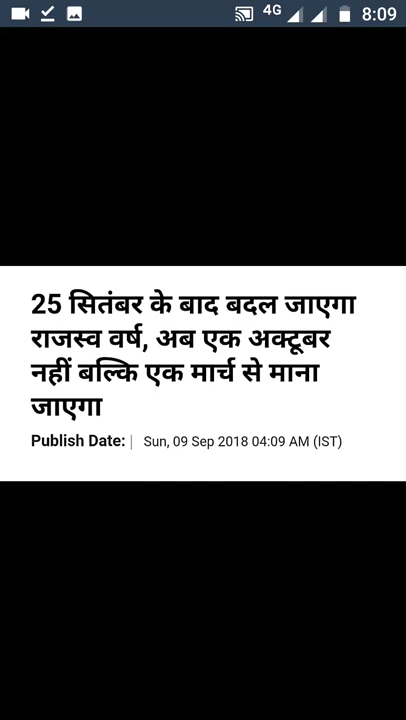 4G 8:09
25 सितंबर के बाद बदल जाएगा
राजस्व वर्ष, अब एक अक्टूबर
नहीं बल्कि एक मार्च से माना
जाएगा
Publish Date: | Sun, 09 Sep 2018 04:09 AM (IST)